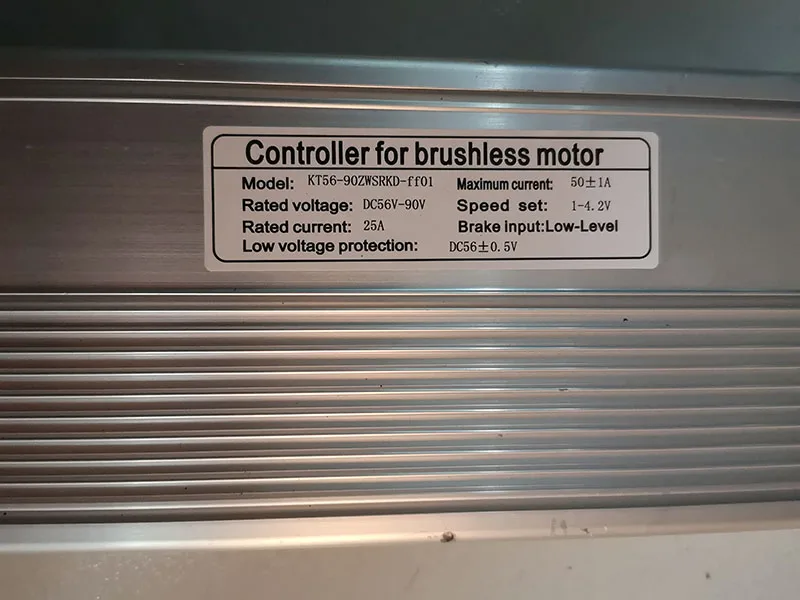 Controller for brushless motor
Model: KT56-90ZWSRKD-ff01 Maximum current: 50±1A
Rated voltage: DC56V-90V Speed set: 1-4.2V
Rated current: 25A Brake input:Low-Level
Low voltage protection: DC56±0.5V